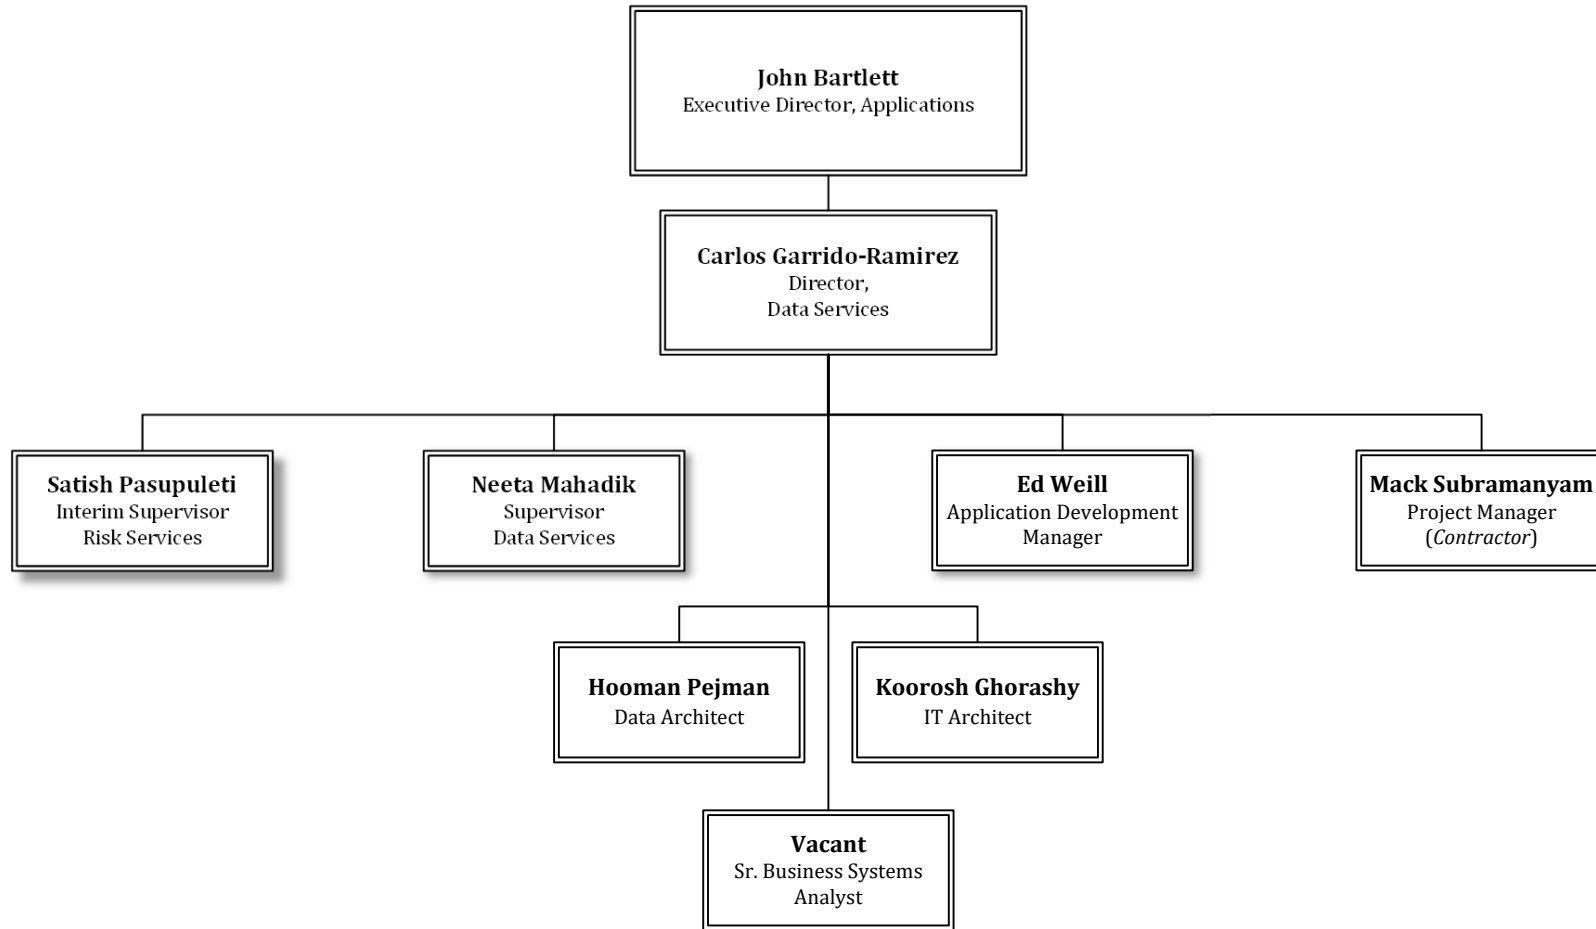 John Bartlett
Executive Director, Applications
Carlos Garrido-Ramirez
Director,
Data Services
Satish Pasupuleti
Interim Supervisor
Risk Services
Neeta Mahadik
Supervisor
Data Services
Ed Weill
Application Development
Manager
Mack Subramanyam
Project Manager
(Contractor)
Hooman Pejman
Data Architect
Koorosh Ghorashy
IT Architect
Vacant
Sr. Business Systems
Analyst